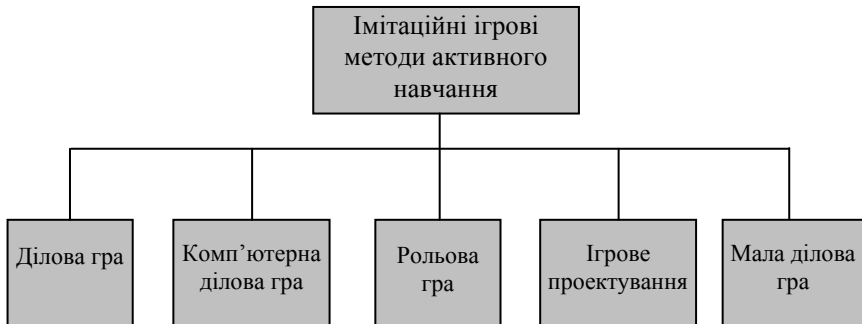 Імітаційні ігрові
методи активного
навчання
Ділова гра
Комп’ютерна
ділова гра
Рольова
гра
Ігрове
проектування
Мала ділова
гра